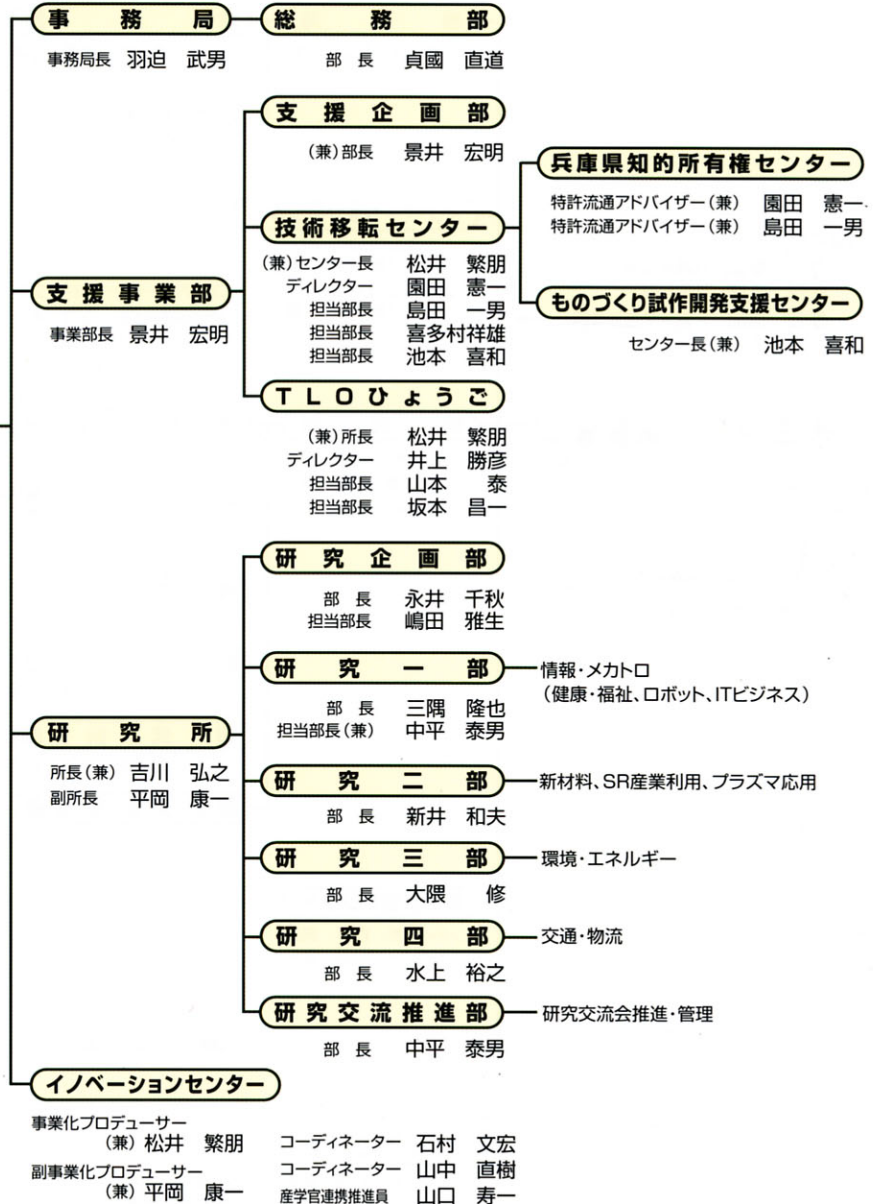 事務局
事務局長 羽迫 武男
総務部
部長 貞國 直道
支援事業部
事業部長 景井 宏明
支援企画部
(兼)部長 景井 宏明
技術移転センター
(兼)センター長 松井 繁朋
ディレクター 園田 憲一
担当部長 島田 一男
担当部長 喜多村祥雄
担当部長 池本 喜和
兵庫県知的所有権センター
特許流通アドバイザー(兼) 園田 憲一
特許流通アドバイザー(兼) 島田 一男
ものづくり試作開発支援センター
センター長(兼) 池本 喜和
TLOひょうご
(兼)所長 松井 繁朋
ディレクター 井上 勝彦
担当部長 山本 泰
担当部長 坂本 昌一
研究所
所長(兼) 吉川 弘之
副所長 平岡 康一
研究企画部
部長 永井 千秋
担当部長 嶋田 雅生
研究一部
部長 三隅 隆也
担当部長(兼) 中平 泰男
情報・メカトロ
(健康・福祉、ロボット、ITビジネス)
研究二部
部長 新井 和夫
新材料、SR産業利用、プラズマ応用
研究三部
部長 大隈 修
環境・エネルギー
研究四部
部長 水上 裕之
交通・物流
研究交流推進部
部長 中平 泰男
研究交流会推進・管理
イノベーションセンター
事業化プロデューサー
(兼) 松井 繁朋
副事業化プロデューサー
(兼) 平岡 康一
コーディネーター 石村 文宏
コーディネーター 山中 直樹
産学官連携推進員 山口 寿一